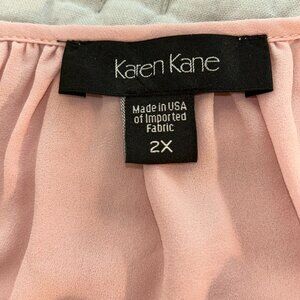 Karen Kane
Made in USA
of Imported
Fabric
2X